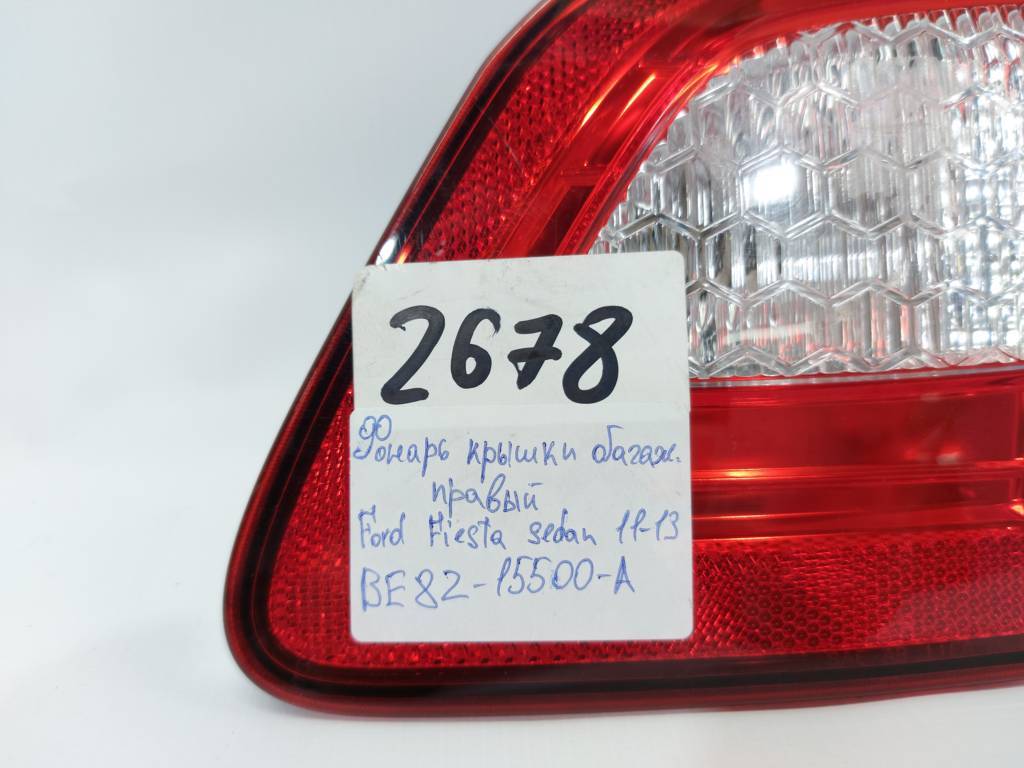 2678
Фонарь крышки багаж.
правый
Ford Fiesta sedan 11-13
BE82-15500-A